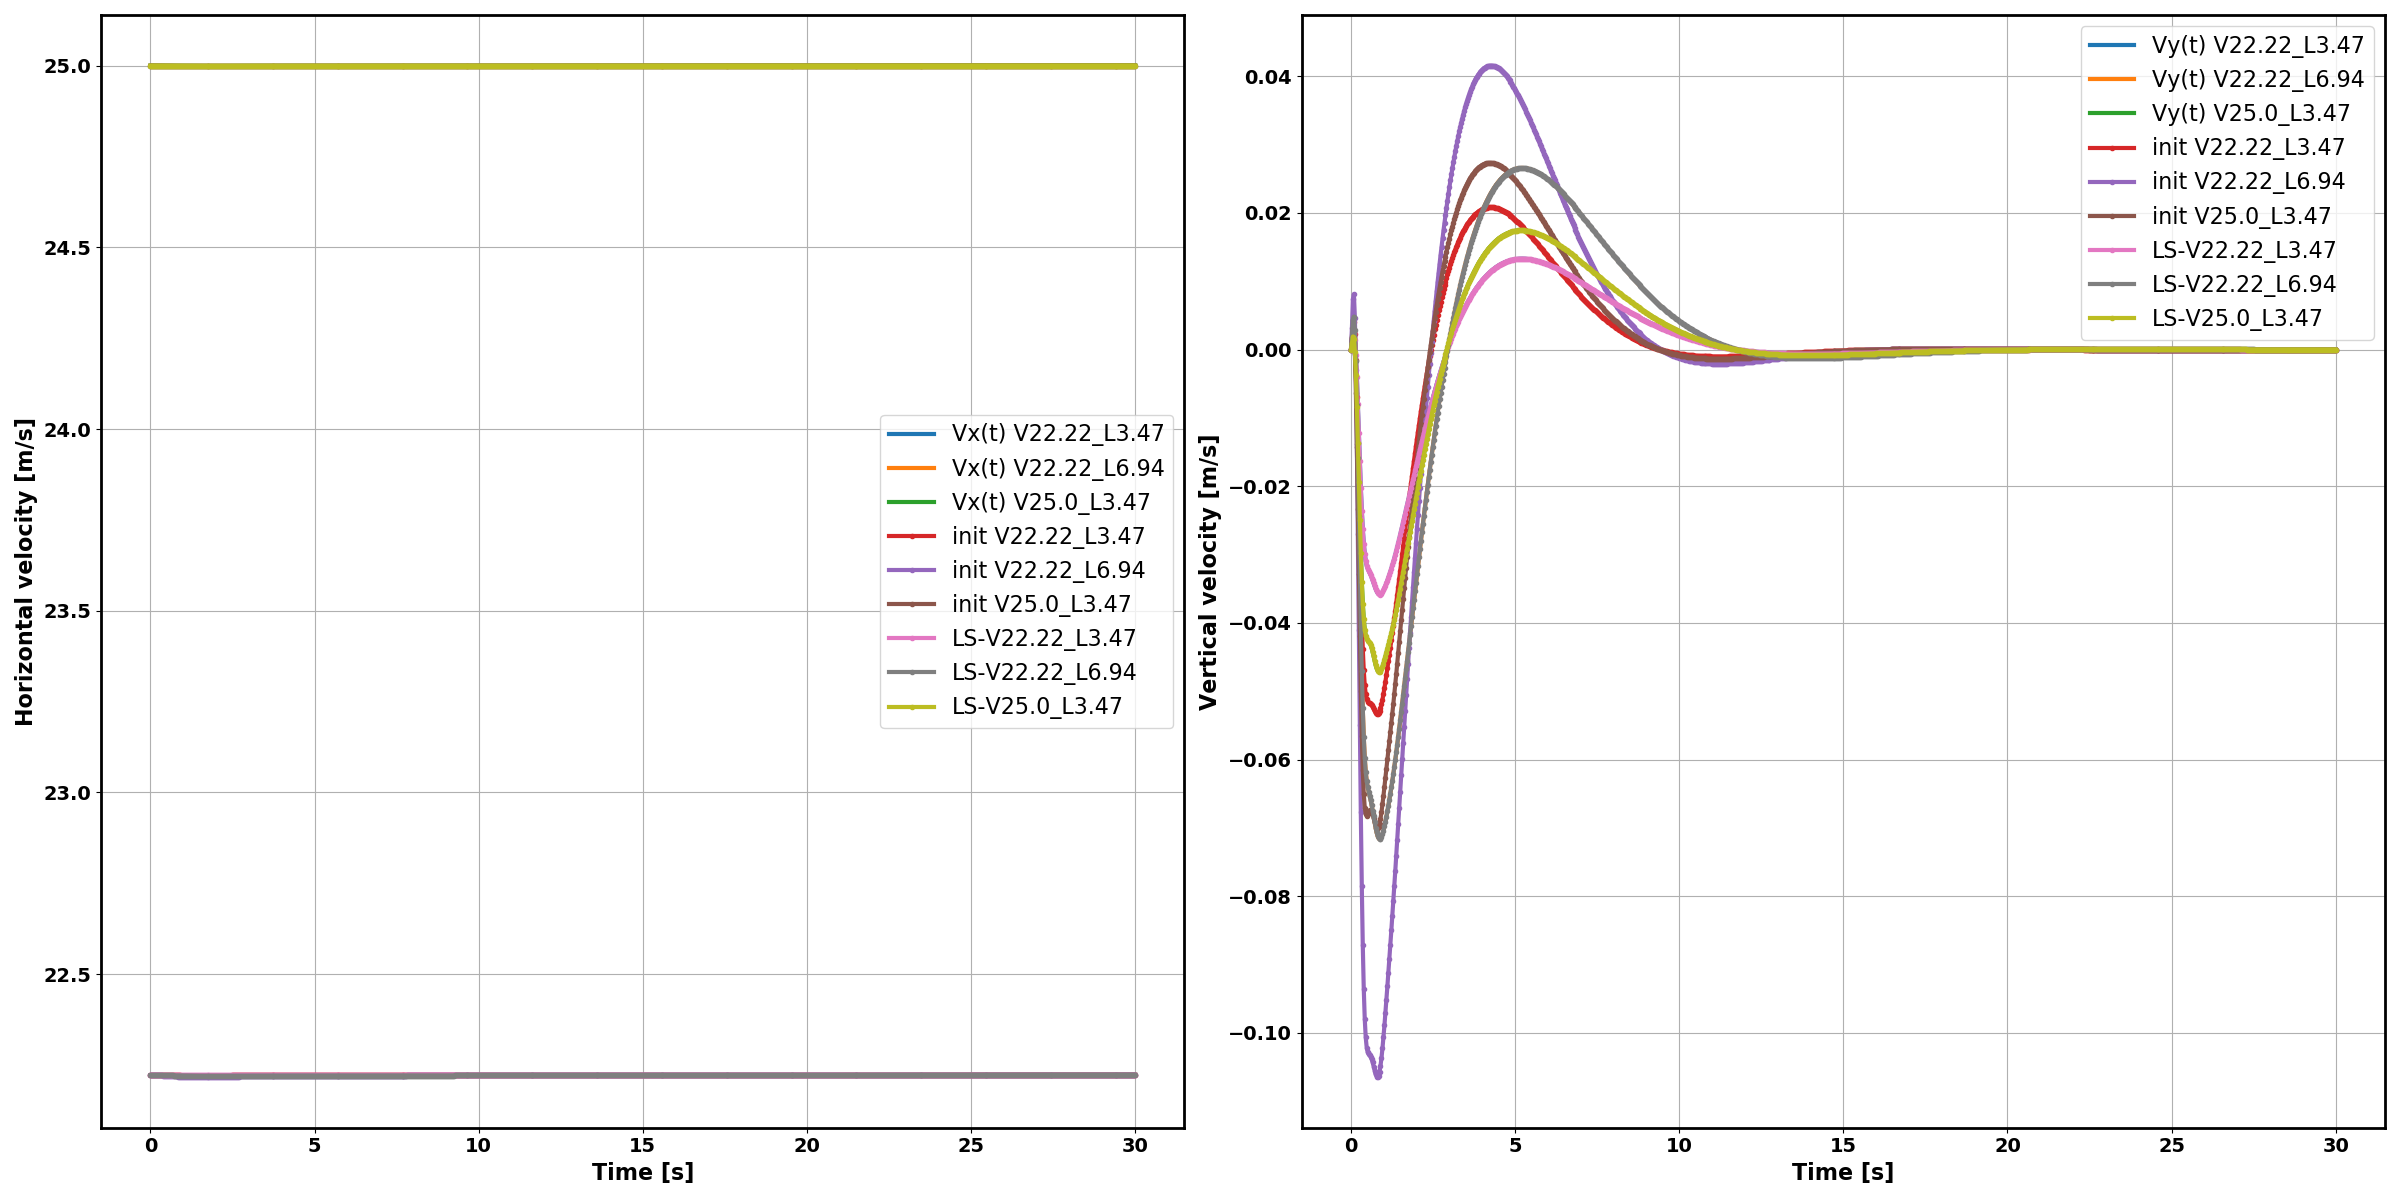 25.0
24.5
24.0
23.5
23.0
22.5
Horizontal velocity [m/s]
0 5 10 15 20 25 30
Time [s]
Vx(t) V22.22_L3.47
Vx(t) V22.22_L6.94
Vx(t) V25.0_L3.47
init V22.22_L3.47
init V22.22_L6.94
init V25.0_L3.47
LS-V22.22_L3.47
LS-V22.22_L6.94
LS-V25.0_L3.47
0.04
0.02
0.00
−0.02
−0.04
−0.06
−0.08
−0.10
Vertical velocity [m/s]
0 5 10 15 20 25 30
Time [s]
Vy(t) V22.22_L3.47
Vy(t) V22.22_L6.94
Vy(t) V25.0_L3.47
init V22.22_L3.47
init V22.22_L6.94
init V25.0_L3.47
LS-V22.22_L3.47
LS-V22.22_L6.94
LS-V25.0_L3.47